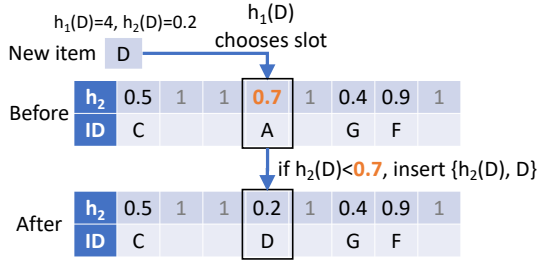 h₁(D)=4, h₂(D)=0.2
h₁(D)
chooses slot
New item D
Before
h₂ 0.5 1 1 0.7 1 0.4 0.9 1
ID C A G F
if h₂(D)<0.7, insert {h₂(D), D}
After
h₂ 0.5 1 1 0.2 1 0.4 0.9 1
ID C D G F